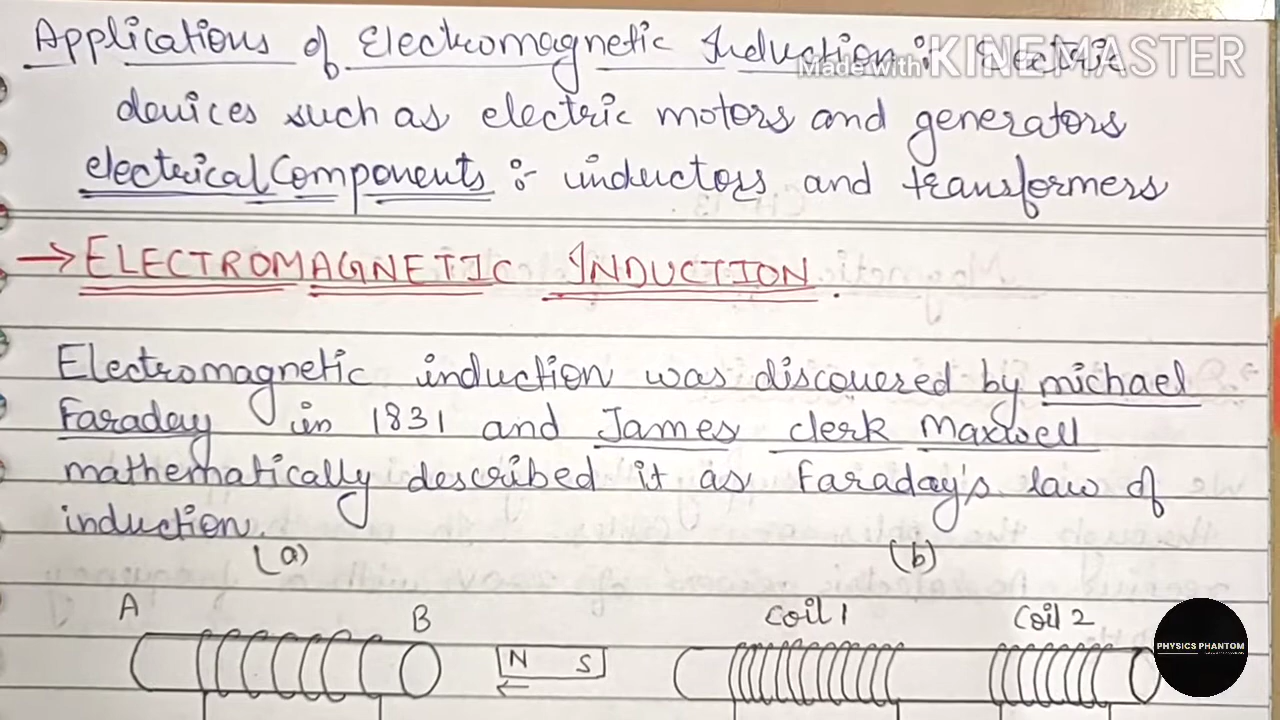 Applications of Electromagnetic Induction :- Electric
Made with KINEMASTER
devices such as electric motors and generators
electrical Components :- inductors and transformers
→ ELECTROMAGNETIC INDUCTION.
Electromagnetic induction was discovered by michael
Faraday in 1831 and James clerk Maxwell
mathematically described it as Faraday's law of
induction.
(a) (b)
A B coil 1 Coil 2
N S
PHYSICS PHANTOM